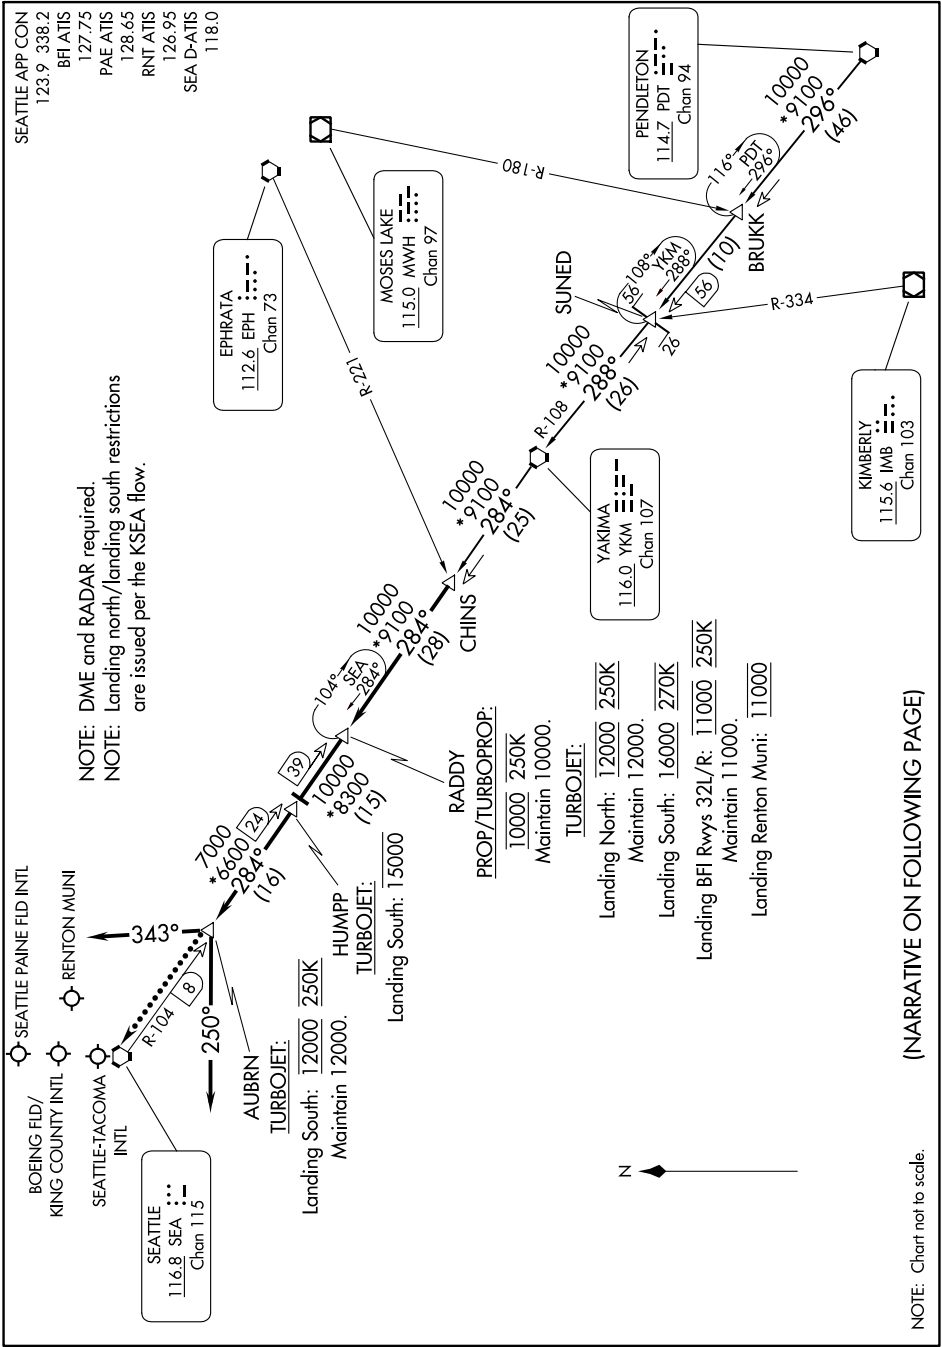 SEATTLE APP CON
123.9 338.2
BFI ATIS
127.75
PAE ATIS
128.65
RNT ATIS
126.95
SEA D-ATIS
118.0
NOTE: DME and RADAR required.
NOTE: Landing north/landing south restrictions
are issued per the KSEA flow.
SEATTLE PAINE FLD INTL
BOEING FLD/
KING COUNTY INTL
RENTON MUNI
SEATTLE-TACOMA
INTL
SEATTLE
116.8 SEA
Chan 115
R-104
8
343°
250°
AUBRN
TURBOJET:
Landing South: 12000 250K
Maintain 12000.
7000
*6600
284°
(16)
24
HUMPP
TURBOJET:
Landing South: 15000
39
10000
*8300
(15)
104°
SEA
284°
RADDY
PROP/TURBOPROP:
10000 250K
Maintain 10000.
TURBOJET:
Landing North: 12000 250K
Maintain 12000.
Landing South: 16000 270K
Landing BFI Rwys 32L/R: 11000 250K
Maintain 11000.
Landing Renton Muni: 11000
10000
*9100
284°
(28)
CHINS
EPHRATA
112.6 EPH
Chan 73
R-221
10000
*9100
284°
(25)
YAKIMA
116.0 YKM
Chan 107
R-108
10000
*9100
288°
(26)
MOSES LAKE
115.0 MWH
Chan 97
R-180
SUNED
56
108°
YKM
288°
26
56
(10)
BRUKK
116°
PDT
296°
R-334
KIMBERLY
115.6 IMB
Chan 103
PENDLETON
114.7 PDT
Chan 94
10000
*9100
296°
(46)
N
(NARRATIVE ON FOLLOWING PAGE)
NOTE: Chart not to scale.